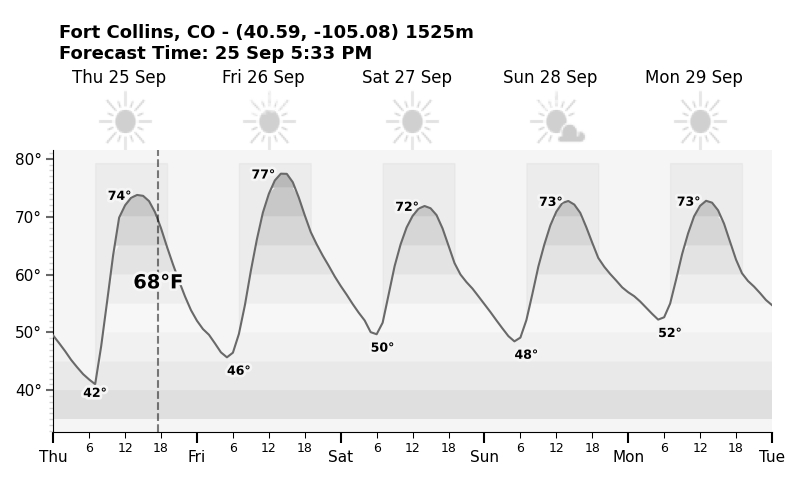 Fort Collins, CO - (40.59, -105.08) 1525m
Forecast Time: 25 Sep 5:33 PM
Thu 25 Sep Fri 26 Sep Sat 27 Sep Sun 28 Sep Mon 29 Sep
80°
77°
74° 72° 73° 73°
70°
68°F
60°
50°
50° 48° 52°
46°
42°
40°
6 12 18 6 12 18 6 12 18 6 12 18 6 12 18
Thu Fri Sat Sun Mon Tue